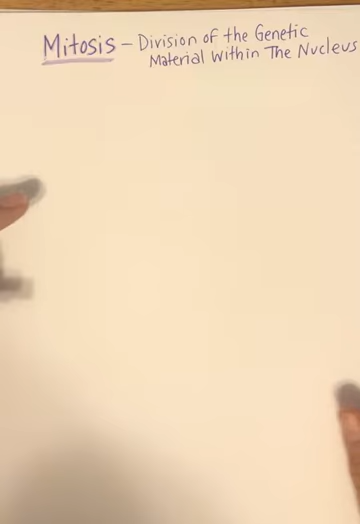 Mitosis – Division of the Genetic
Material Within The Nucleus